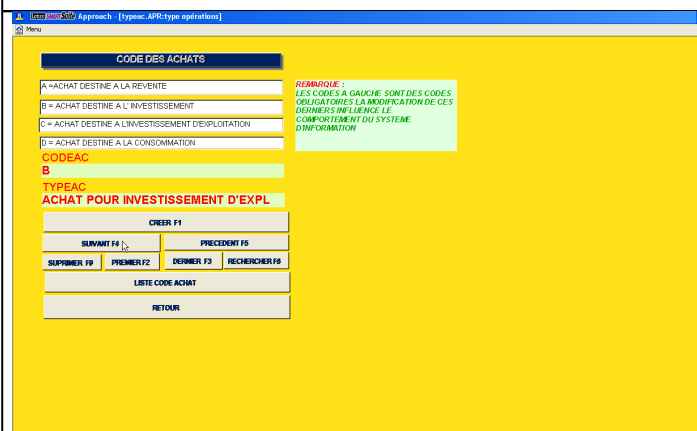 Lotus SmartSuite Approach - [typeac.APR:type opérations]
Menu
CODE DES ACHATS
A =ACHAT DESTINE A LA REVENTE
B = ACHAT DESTINE A L' INVESTISSEMENT
C = ACHAT DESTINE A L'INVESTISSEMENT D'EXPLOITATION
D = ACHAT DESTINE A LA CONSOMMATION
REMARQUE :
LES CODES A GAUCHE SONT DES CODES
OBLIGATOIRES LA MODIFICATION DE CES
DERNIERS INFLUENCE LE
COMPORTEMENT DU SYSTEME
D'INFORMATION
CODEAC
B
TYPEAC
ACHAT POUR INVESTISSEMENT D'EXPL
CREER F1
SUIVANT F4 PRECEDENT F5
SUPRIMER F9 PREMIER F2 DERNIER F3 RECHERCHER F6
LISTE CODE ACHAT
RETOUR